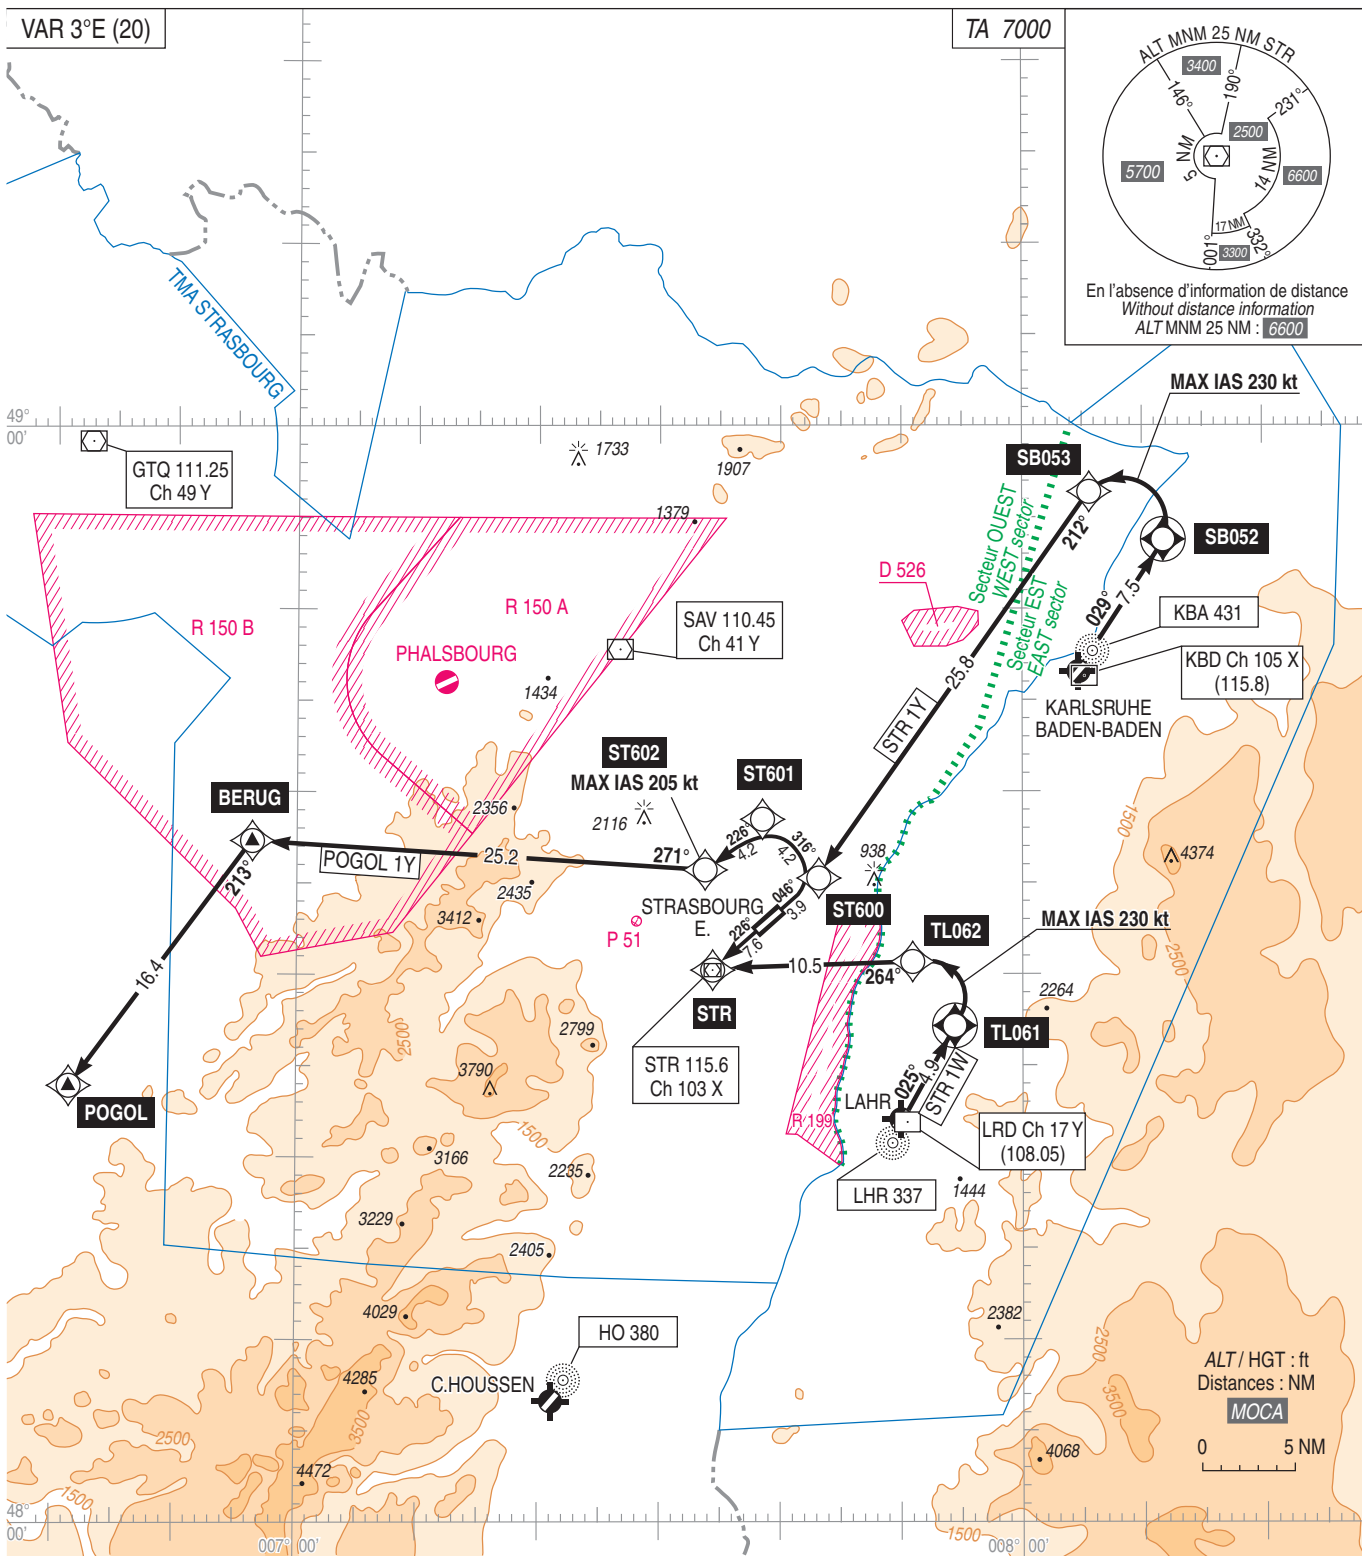 VAR 3°E (20)
TA 7000
ALT MNM 25 NM STR
3400
146°
190°
231°
2500
5 NM
14 NM
5700
6600
17 NM
001°
3300
332°
En l'absence d'information de distance
Without distance information
ALT MNM 25 NM : 6600
TMA STRASBOURG
MAX IAS 230 kt
49°
00'
GTQ 111.25
Ch 49 Y
1733
1907
SB053
1379
212°
Secteur OUEST
WEST sector
SB052
D 526
R 150 A
R 150 B
SAV 110.45
Ch 41 Y
029°
7.5
KBA 431
Secteur EST
EAST sector
PHALSBOURG
KBD Ch 105 X
(115.8)
1434
25.8
KARLSRUHE
BADEN-BADEN
STR 1Y
ST602
MAX IAS 205 kt
ST601
BERUG
2356
2116
226°
4.2
316°
4.2
1500
938
4374
POGOL 1Y
25.2
271°
213°
2435
046°
3.9
STRASBOURG
E.
3412
226°
7.6
ST600
P 51
TL062
MAX IAS 230 kt
2500
16.4
10.5
264°
2264
STR
2500
2799
TL061
STR 115.6
Ch 103 X
3790
025°
4.9
STR 1W
LAHR
POGOL
R 199
1500
LRD Ch 17 Y
(108.05)
3166
2235
LHR 337
1444
3229
2405
4029
2382
HO 380
2500
ALT / HGT : ft
Distances : NM
MOCA
C.HOUSSEN
4285
3500
3500
2500
0 5 NM
4068
4472
1500
48°
00'
1500
007° 00'
008° 00'